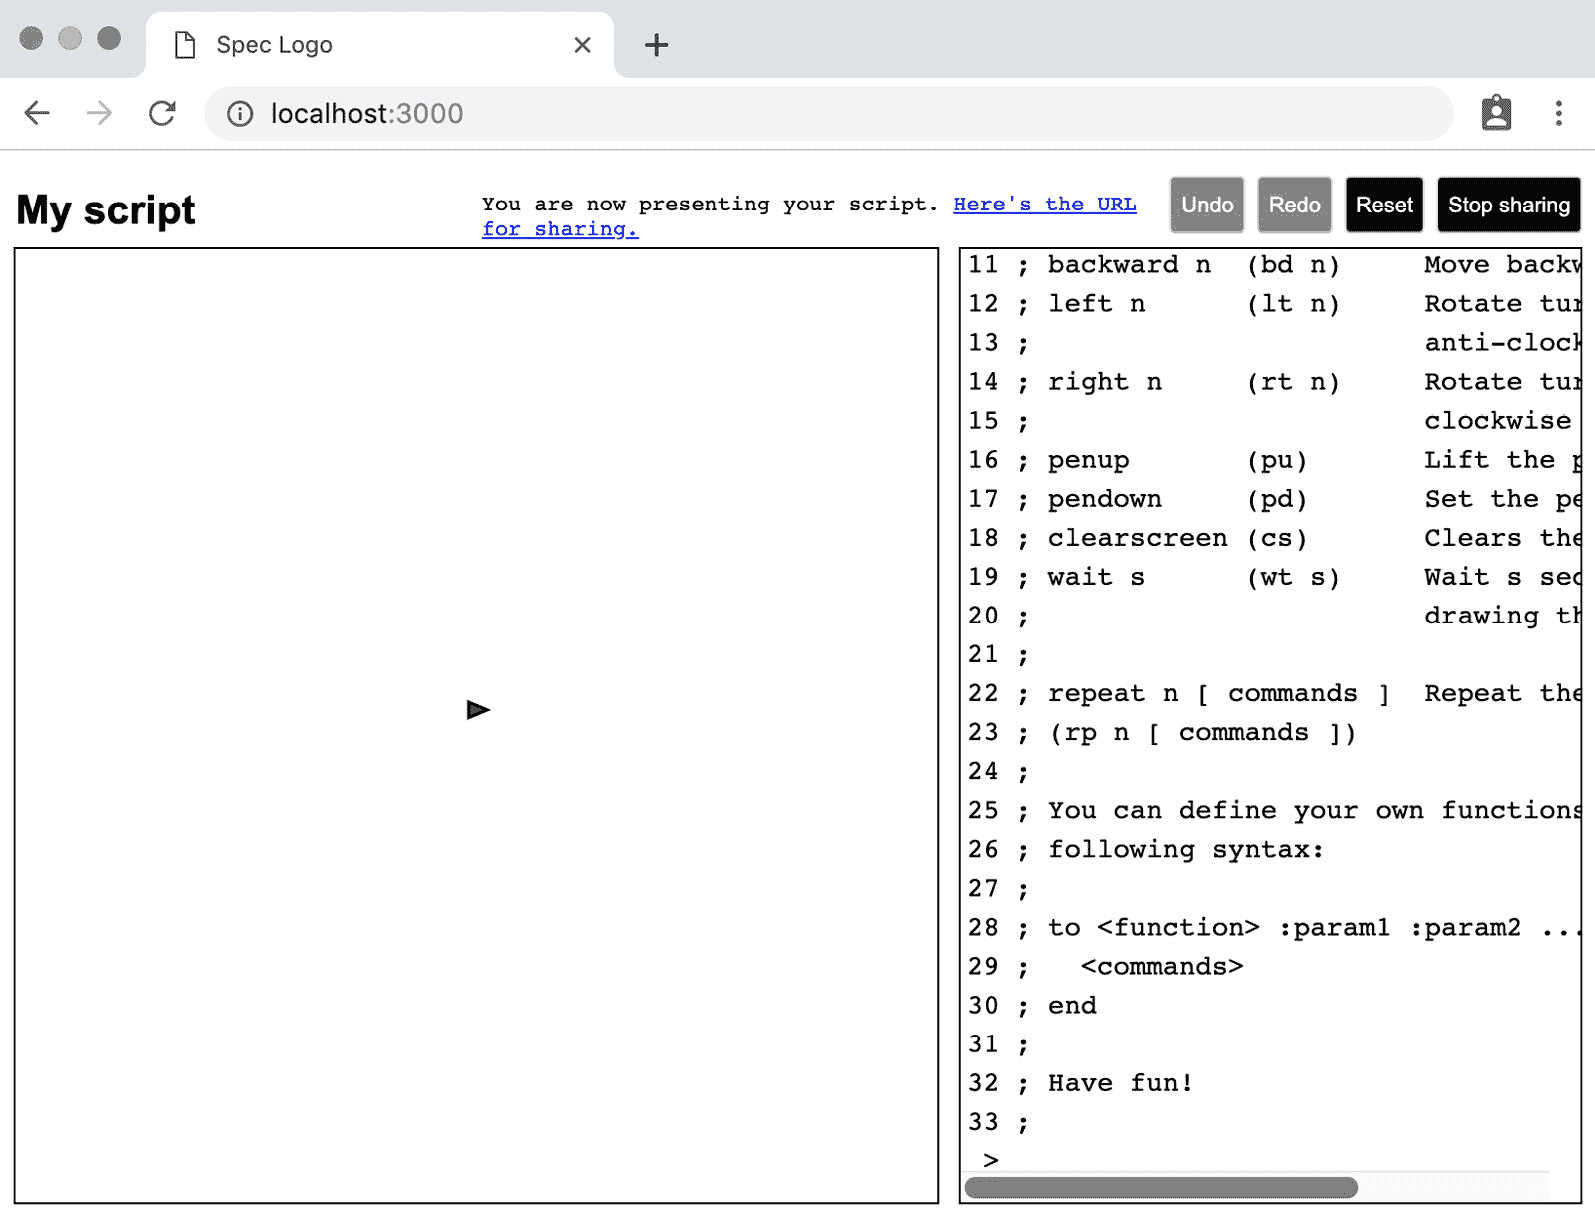 Spec Logo
localhost:3000
My script
You are now presenting your script. Here's the URL
for sharing.
Undo Redo Reset Stop sharing
11 ; backward n  (bd n)     Move backw
12 ; left n      (lt n)     Rotate tur
13 ;                        anti-clock
14 ; right n     (rt n)     Rotate tur
15 ;                        clockwise
16 ; penup       (pu)       Lift the p
17 ; pendown     (pd)       Set the pe
18 ; clearscreen (cs)       Clears the
19 ; wait s      (wt s)     Wait s sec
20 ;                        drawing th
21 ;
22 ; repeat n [ commands ]  Repeat the
23 ; (rp n [ commands ])
24 ;
25 ; You can define your own functions
26 ; following syntax:
27 ;
28 ; to <function> :param1 :param2 ...
29 ;   <commands>
30 ; end
31 ;
32 ; Have fun!
33 ;
>